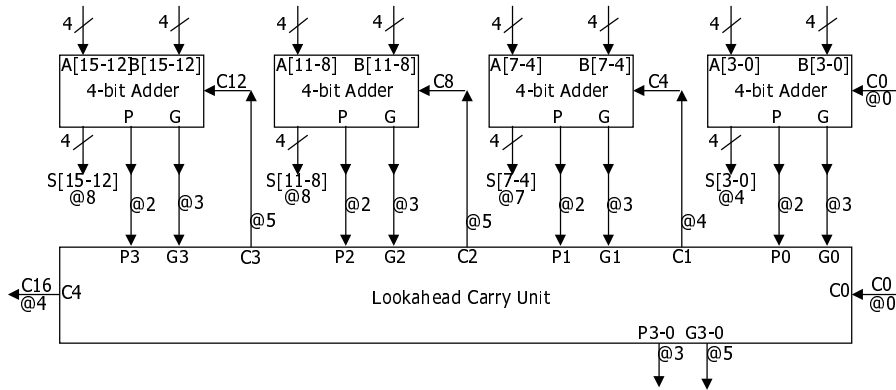 4 4 4 4 4 4 4 4
A[15-12] B[15-12] C12 A[11-8] B[11-8] C8 A[7-4] B[7-4] C4 A[3-0] B[3-0] C0
4-bit Adder 4-bit Adder 4-bit Adder 4-bit Adder @0
P G P G P G P G
4 4 4 4
S[15-12] S[11-8] S[7-4] S[3-0]
@8 @8 @7 @4
@2 @3 @5 @2 @3 @5 @2 @3 @4 @2 @3
P3 G3 C3 P2 G2 C2 P1 G1 C1 P0 G0
C16 C4 Lookahead Carry Unit C0 C0
@4 @0
P3-0 G3-0
@3 @5